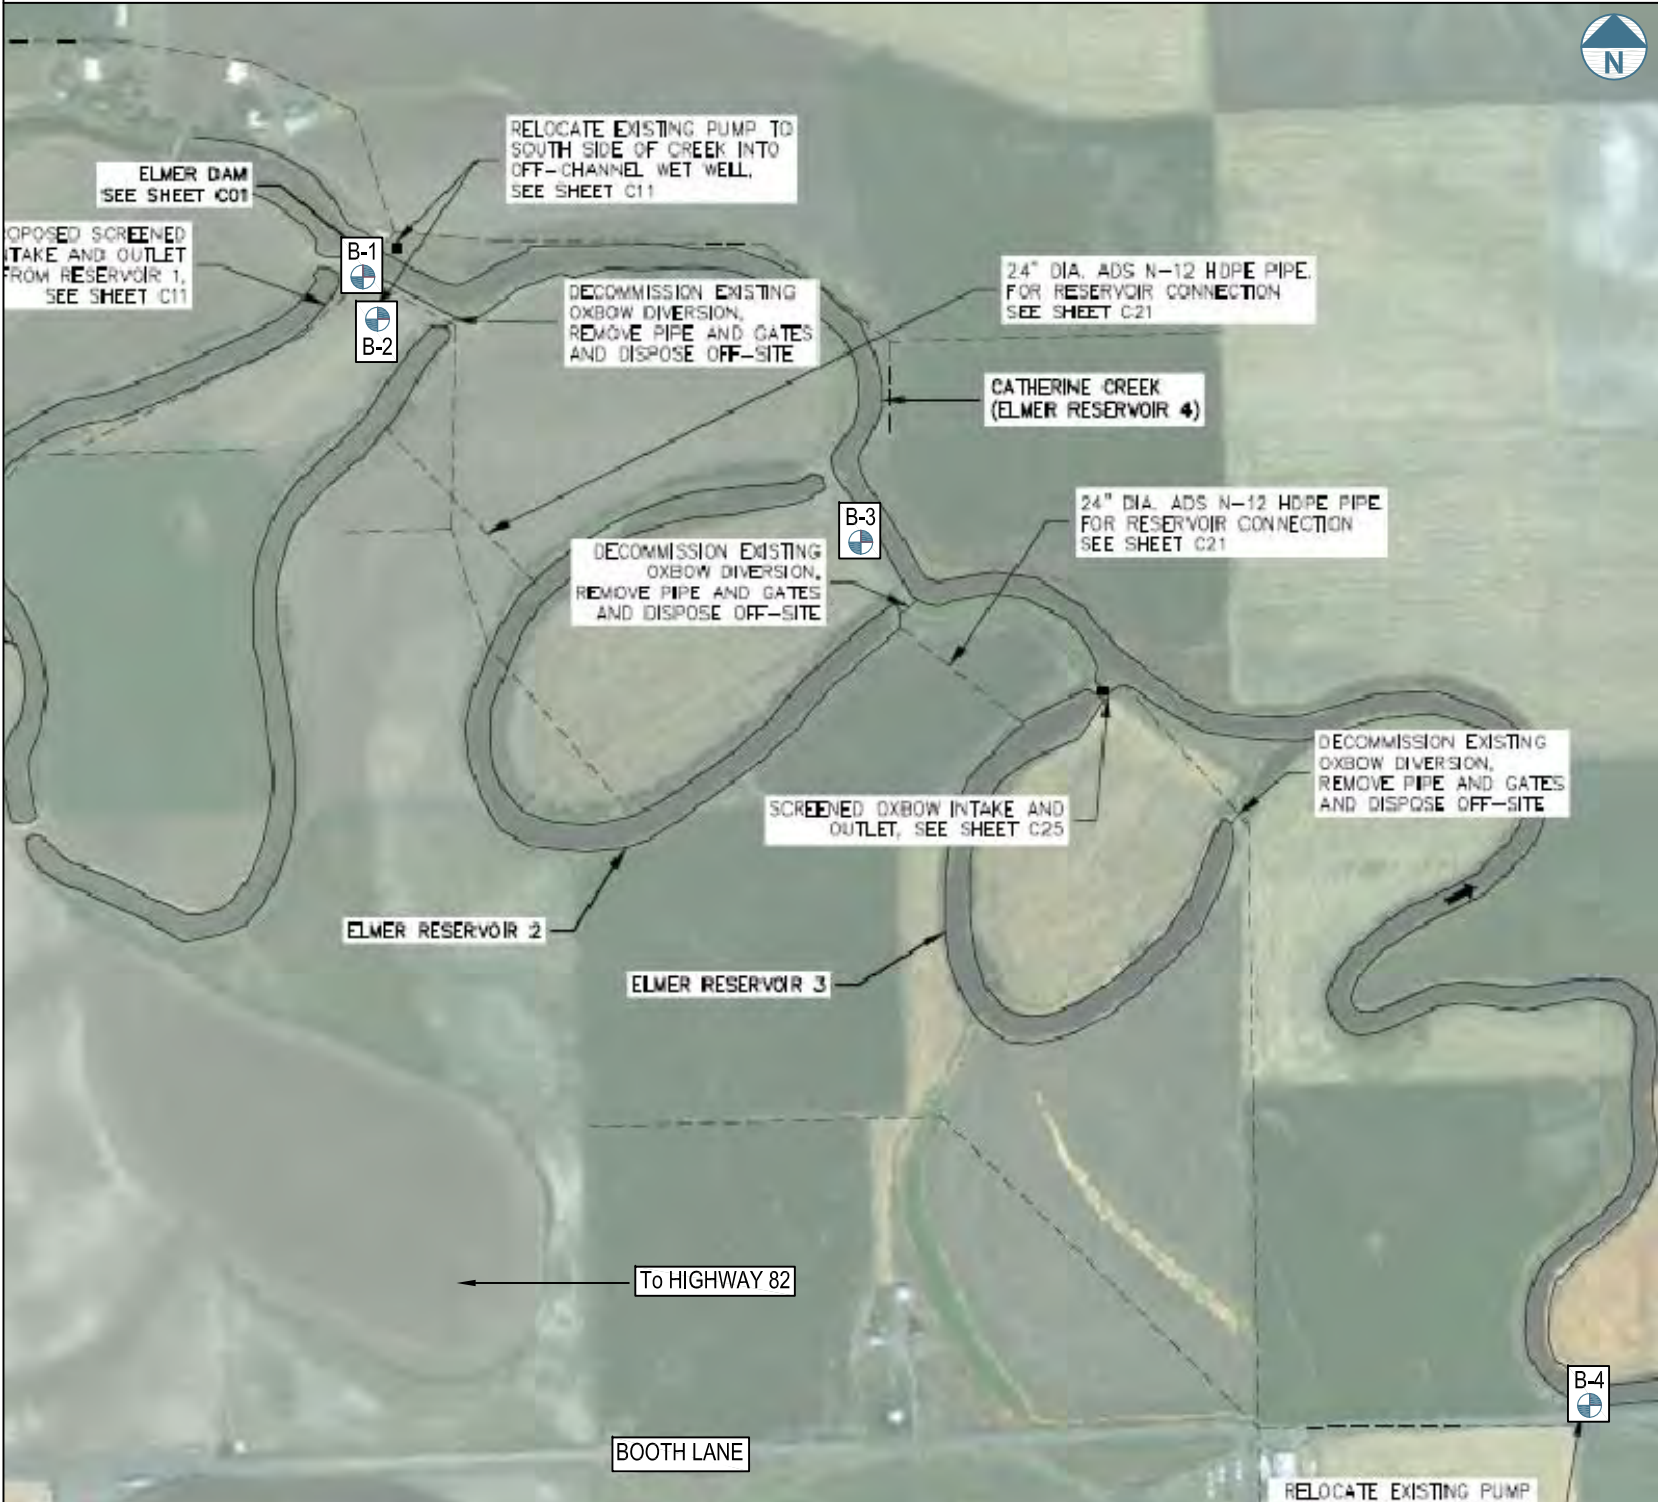 N
RELOCATE EXISTING PUMP TO
SOUTH SIDE OF CREEK INTO
OFF-CHANNEL WET WELL,
SEE SHEET C11
ELMER DAM
SEE SHEET C01
OPOSED SCREENED
NTAKE AND OUTLET
FROM RESERVOIR 1,
SEE SHEET C11
B-1
B-2
DECOMMISSION EXISTING
OXBOW DIVERSION,
REMOVE PIPE AND GATES
AND DISPOSE OFF-SITE
24" DIA. ADS N-12 HDPE PIPE.
FOR RESERVOIR CONNECTION
SEE SHEET C21
CATHERINE CREEK
(ELMER RESERVOIR 4)
B-3
24" DIA. ADS N-12 HDPE PIPE
FOR RESERVOIR CONNECTION
SEE SHEET C21
DECOMMISSION EXISTING
OXBOW DIVERSION,
REMOVE PIPE AND GATES
AND DISPOSE OFF-SITE
DECOMMISSION EXISTING
OXBOW DIVERSION,
REMOVE PIPE AND GATES
AND DISPOSE OFF-SITE
SCREENED OXBOW INTAKE AND
OUTLET, SEE SHEET C25
ELMER RESERVOIR 2
ELMER RESERVOIR 3
To HIGHWAY 82
B-4
BOOTH LANE
RELOCATE EXISTING PUMP